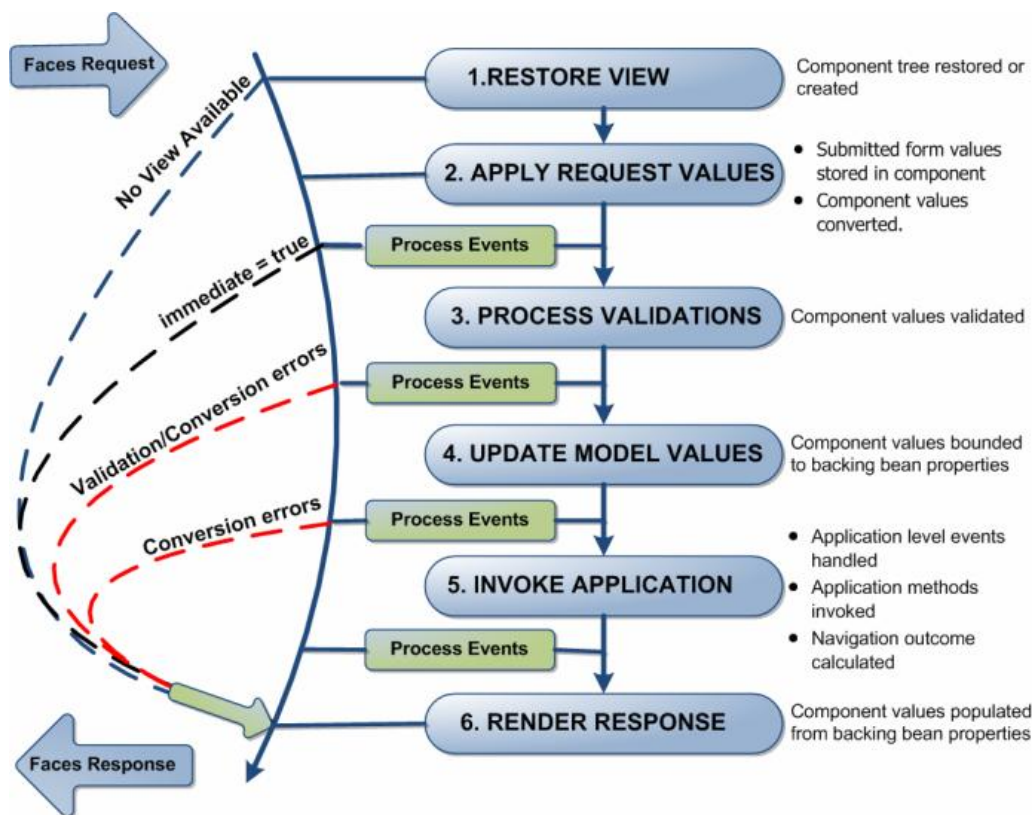 Faces Request
1.RESTORE VIEW
Component tree restored or
created
No View Available
2. APPLY REQUEST VALUES
• Submitted form values
stored in component
• Component values
converted.
Process Events
immediate = true
3. PROCESS VALIDATIONS
Component values validated
Process Events
Validation/Conversion errors
4. UPDATE MODEL VALUES
Component values bounded
to backing bean properties
Process Events
Conversion errors
5. INVOKE APPLICATION
• Application level events
handled
• Application methods
invoked
• Navigation outcome
calculated
Process Events
6. RENDER RESPONSE
Component values populated
from backing bean properties
Faces Response